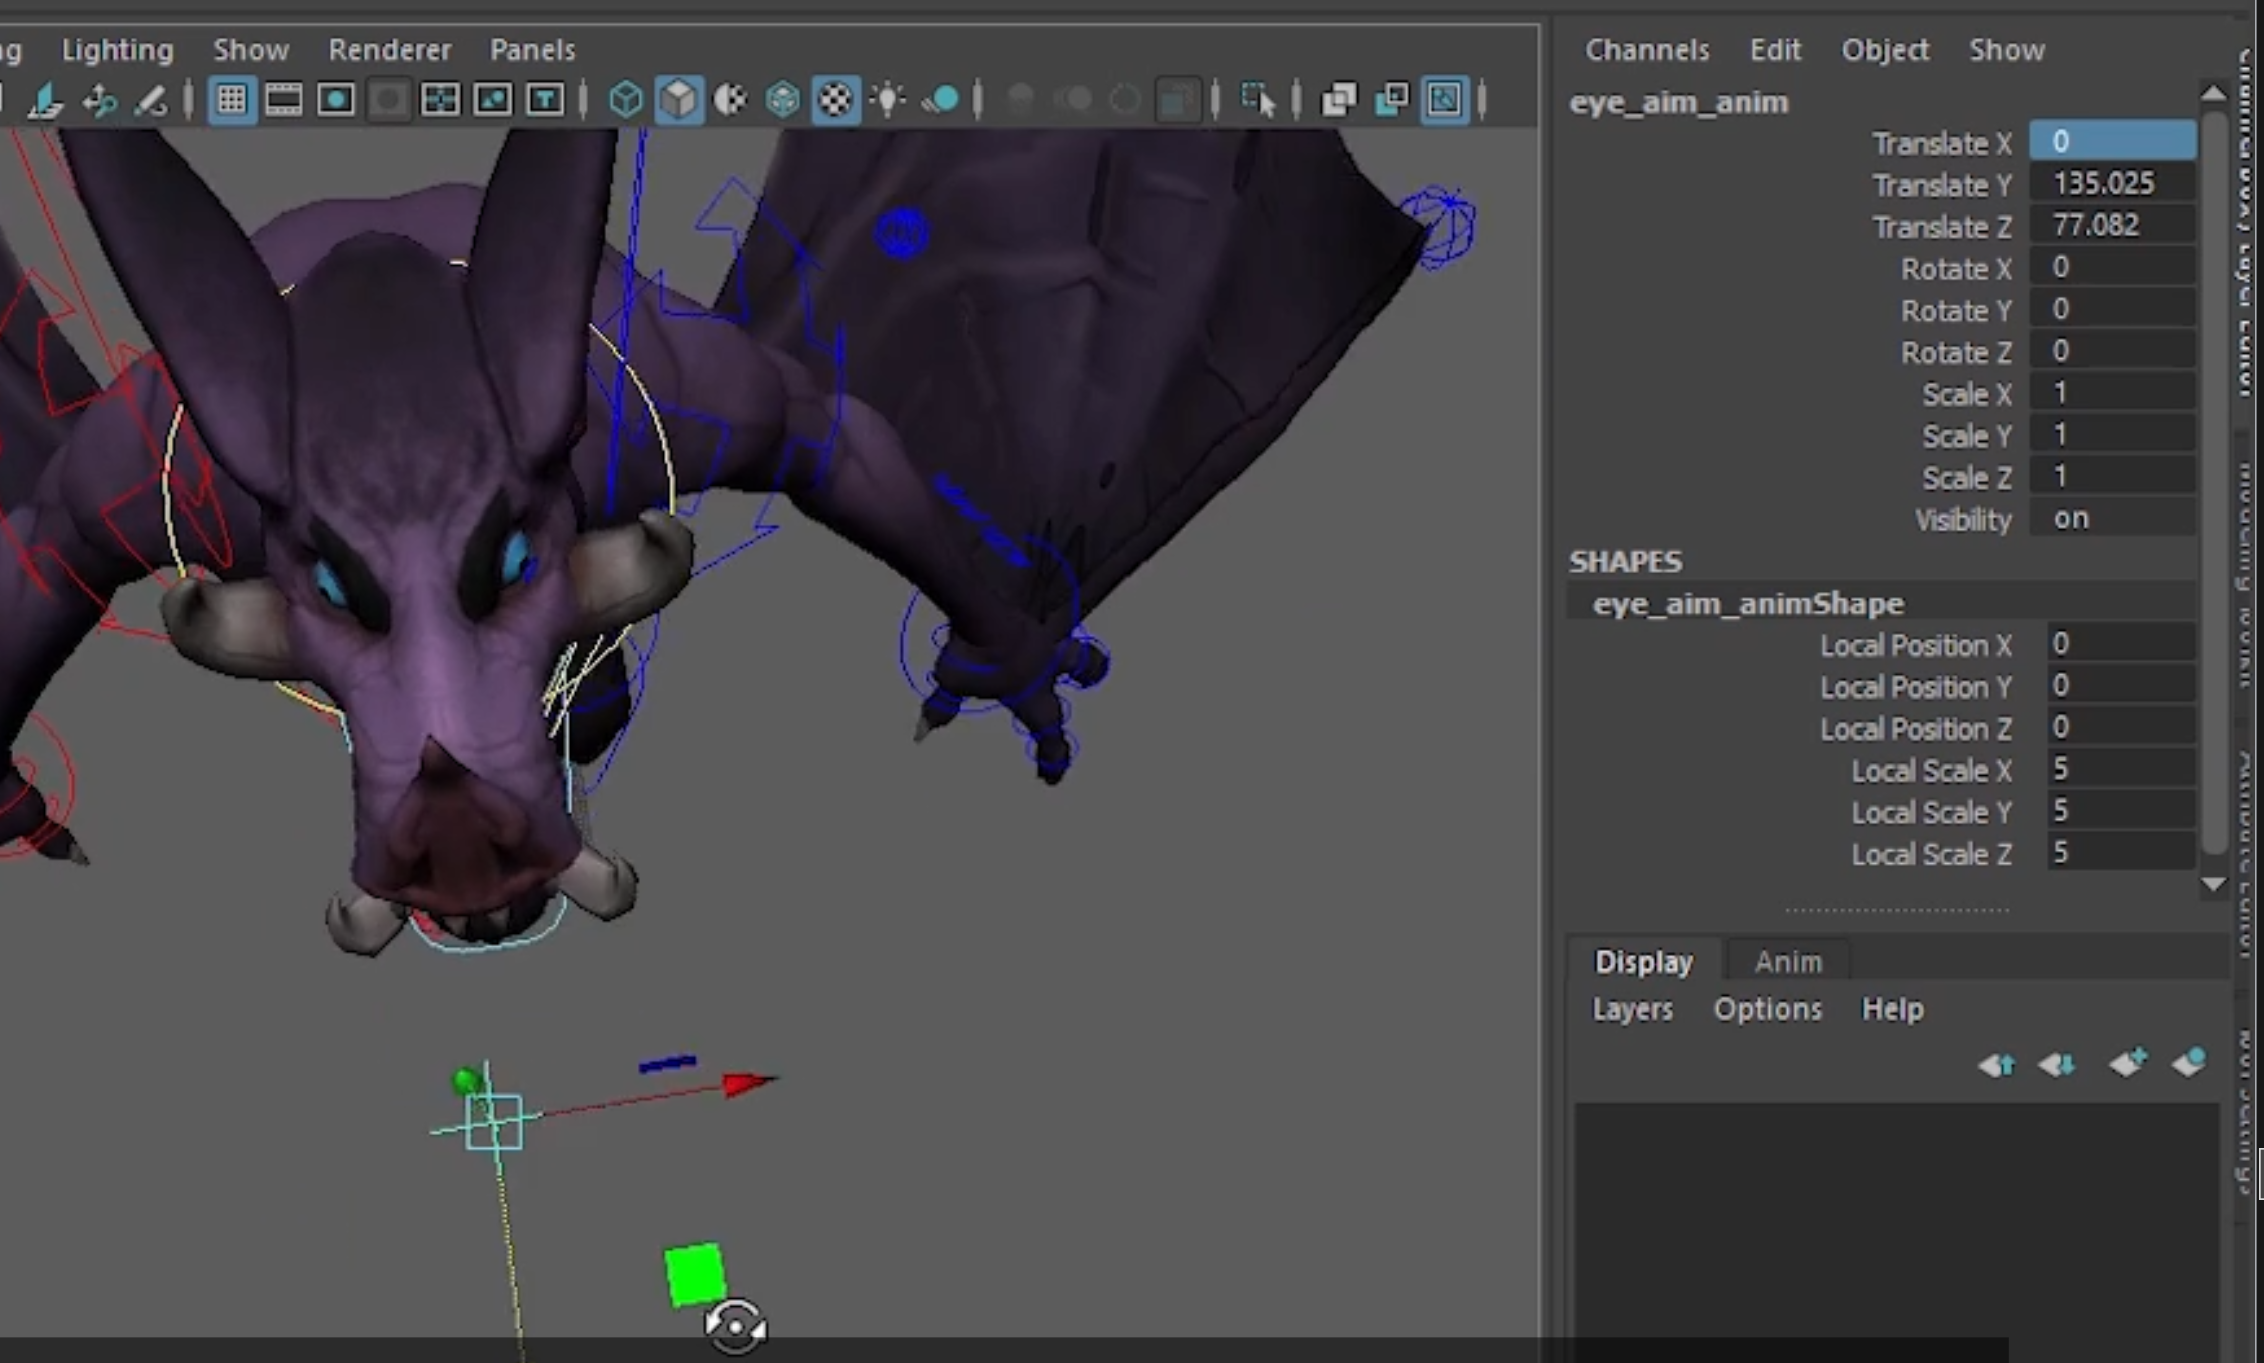 Lighting Show Renderer Panels
Channels Edit Object Show
eye_aim_anim
Translate X 0
Translate Y 135.025
Translate Z 77.082
Rotate X 0
Rotate Y 0
Rotate Z 0
Scale X 1
Scale Y 1
Scale Z 1
Visibility on
SHAPES
eye_aim_animShape
Local Position X 0
Local Position Y 0
Local Position Z 0
Local Scale X 5
Local Scale Y 5
Local Scale Z 5
Display Anim
Layers Options Help